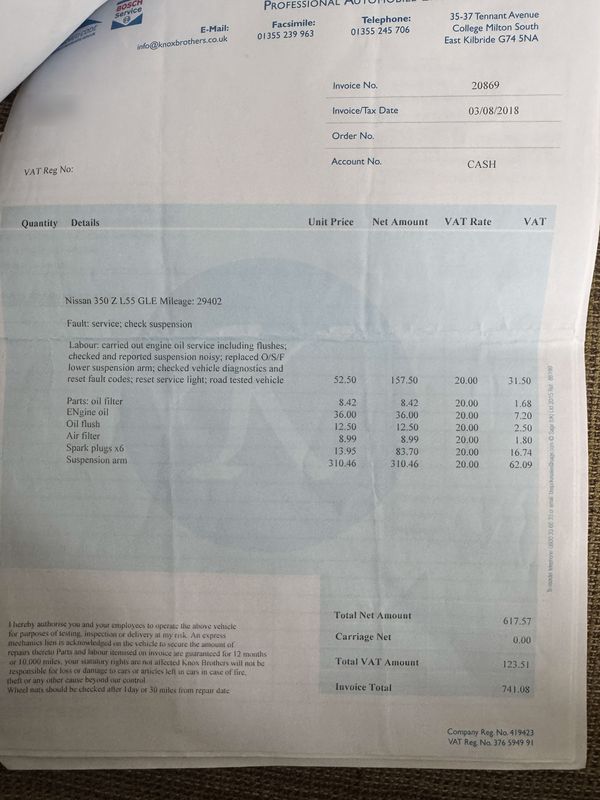 BOSCH
Service
PROFESSIONAL AUTOMOBILE
E-Mail:
info@knoxbrothers.co.uk
Facsimile:
01355 239 963
Telephone:
01355 245 706
35-37 Tennant Avenue
College Milton South
East Kilbride G74 5NA
Invoice No. 20869
Invoice/Tax Date 03/08/2018
Order No.
Account No. CASH
VAT Reg No:
Quantity Details Unit Price Net Amount VAT Rate VAT
Nissan 350 Z L55 GLE Mileage: 29402
Fault: service; check suspension
Labour: carried out engine oil service including flushes;
checked and reported suspension noisy; replaced O/S/F
lower suspension arm; checked vehicle diagnostics and
reset fault codes; reset service light; road tested vehicle 52.50 157.50 20.00 31.50
Parts: oil filter 8.42 8.42 20.00 1.68
ENgine oil 36.00 36.00 20.00 7.20
Oil flush 12.50 12.50 20.00 2.50
Air filter 8.99 8.99 20.00 1.80
Spark plugs x6 13.95 83.70 20.00 16.74
Suspension arm 310.46 310.46 20.00 62.09
I hereby authorise you and your employees to operate the above vehicle
for purposes of testing, inspection or delivery at my risk. An express
mechanics lien is acknowledged on the vehicle to secure the amount of
repairs thereto Parts and labour itemised on invoice are guaranteed for 12 months
or 10,000 miles, your statutory rights are not affected Knox Brothers will not be
responsible for loss or damage to cars or articles left in cars in case of fire,
theft or any other cause beyond our control
Wheel nuts should be checked after 1day or 30 miles from repair date
Total Net Amount 617.57
Carriage Net 0.00
Total VAT Amount 123.51
Invoice Total 741.08
Company Reg. No. 419423
VAT Reg. No. 376 5949 91